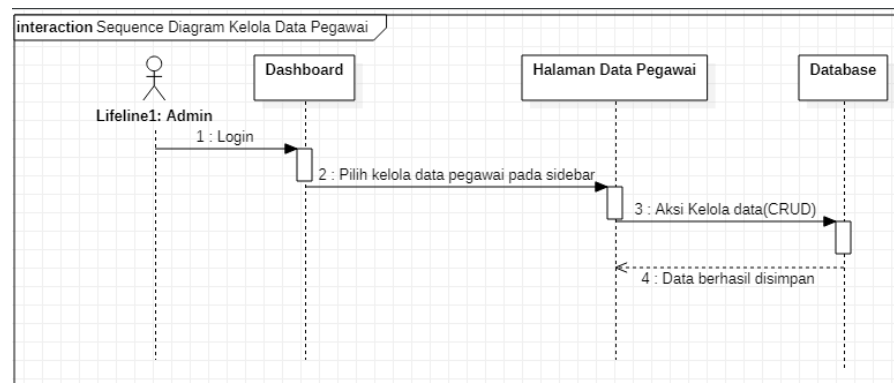 interaction Sequence Diagram Kelola Data Pegawai
Dashboard
Halaman Data Pegawai
Database
Lifeline1: Admin
1 : Login
2 : Pilih kelola data pegawai pada sidebar
3 : Aksi Kelola data(CRUD)
4 : Data berhasil disimpan